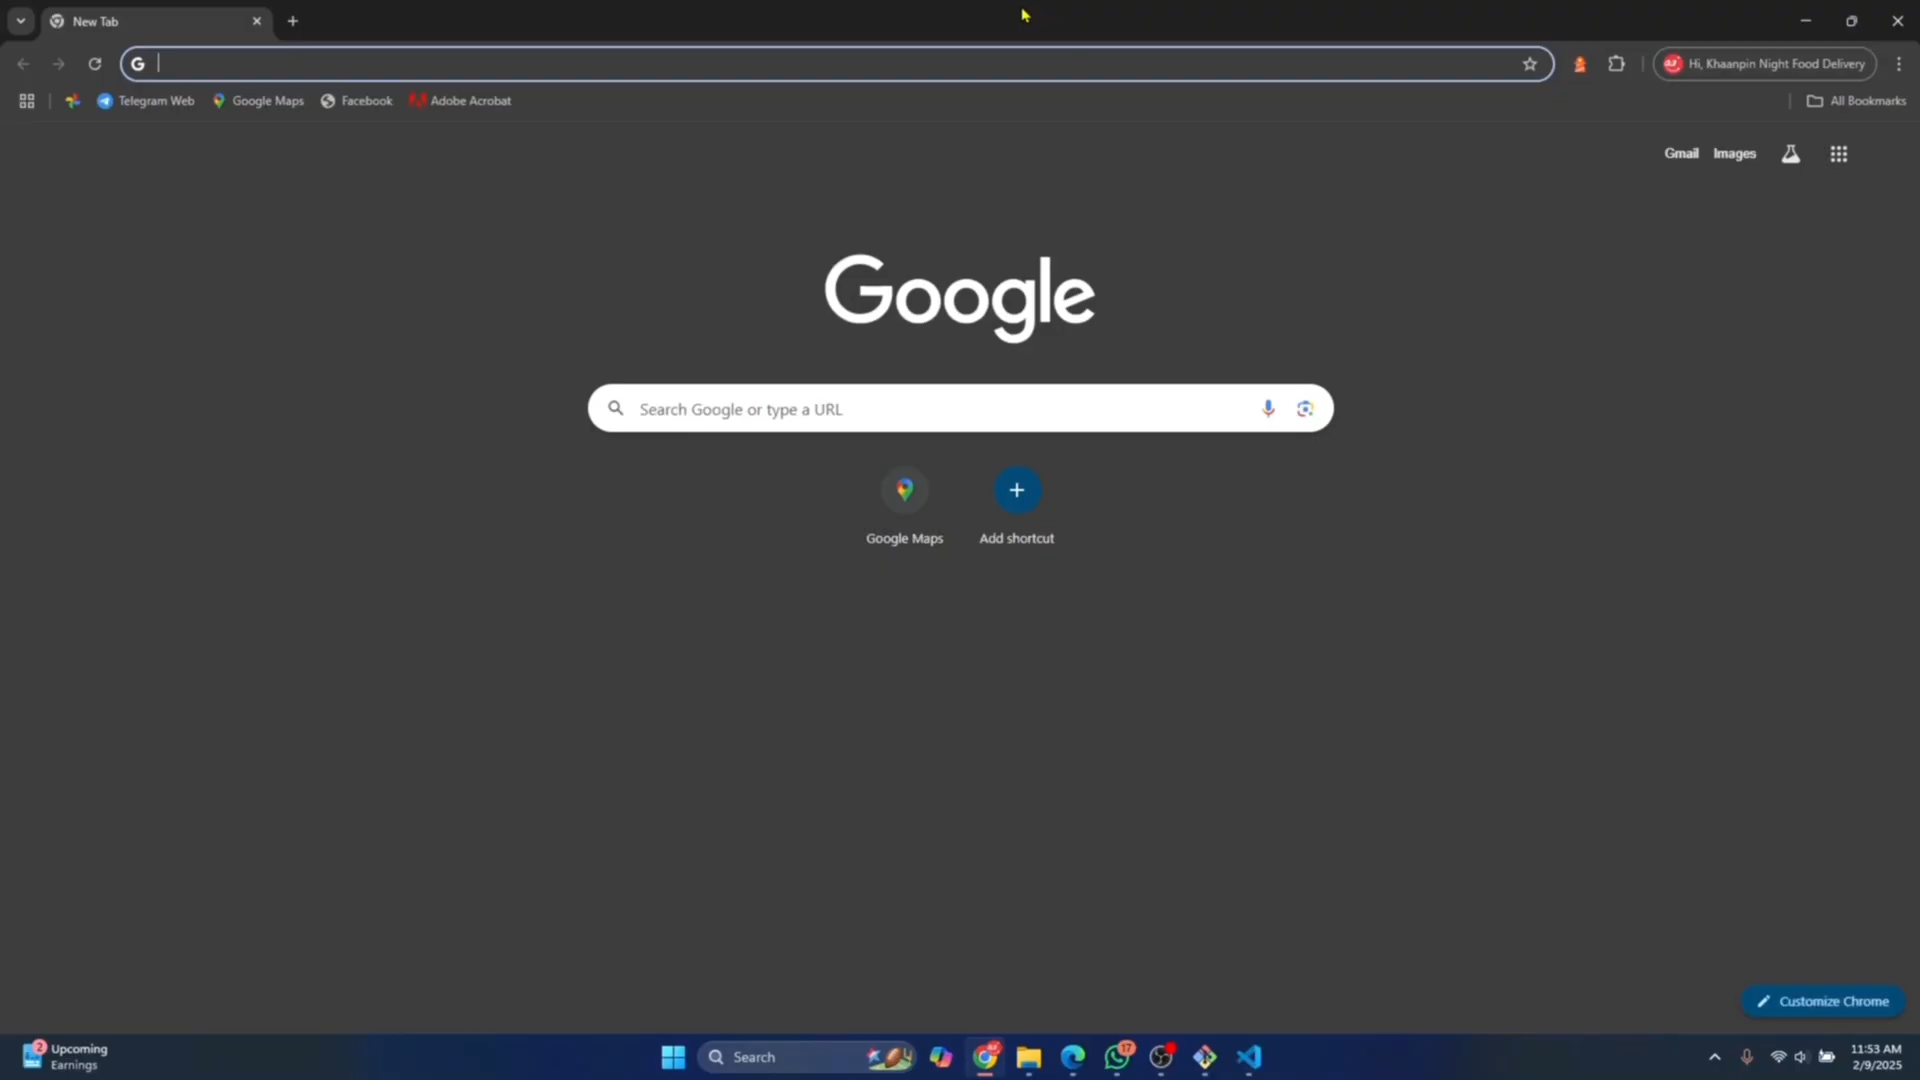 New Tab
Hi, Khaanpin Night Food Delivery
Telegram Web
Google Maps
Facebook
Adobe Acrobat
All Bookmarks
Gmail
Images
Google
Search Google or type a URL
Google Maps
Add shortcut
Customize Chrome
2
Upcoming
Earnings
Search
17
11:53 AM
2/9/2025